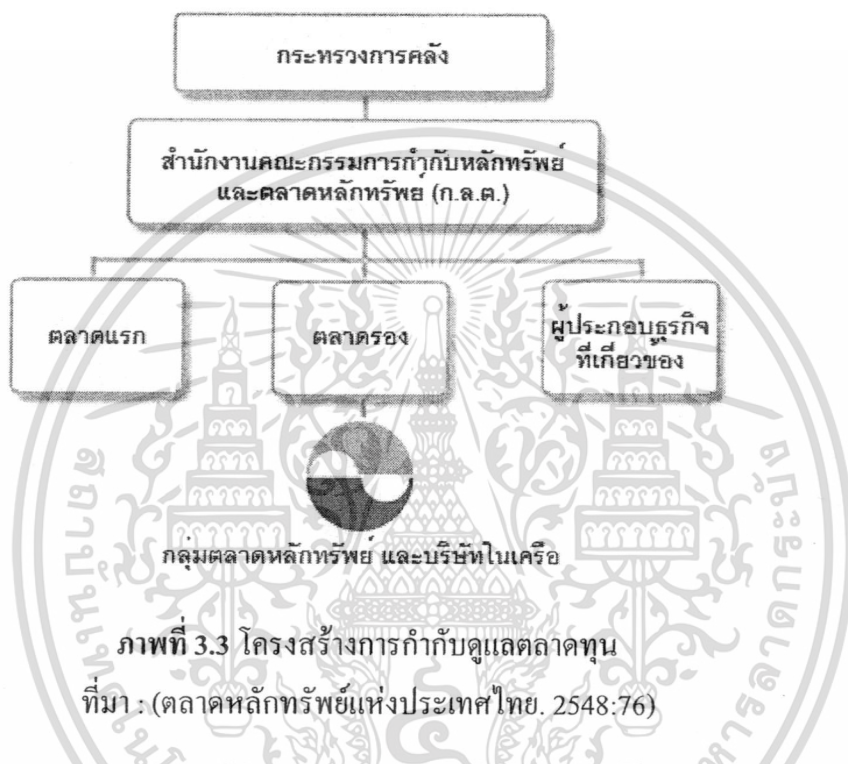 กระทรวงการคลัง
สำนักงานคณะกรรมการกำกับหลักทรัพย์
และตลาดหลักทรัพย์ (ก.ล.ต.)
ตลาดแรก
ตลาดรอง
ผู้ประกอบธุรกิจ
ที่เกี่ยวข้อง
กลุ่มตลาดหลักทรัพย์ และบริษัทในเครือ
ภาพที่ 3.3 โครงสร้างการกำกับดูแลตลาดทุน
ที่มา : (ตลาดหลักทรัพย์แห่งประเทศไทย. 2548:76)